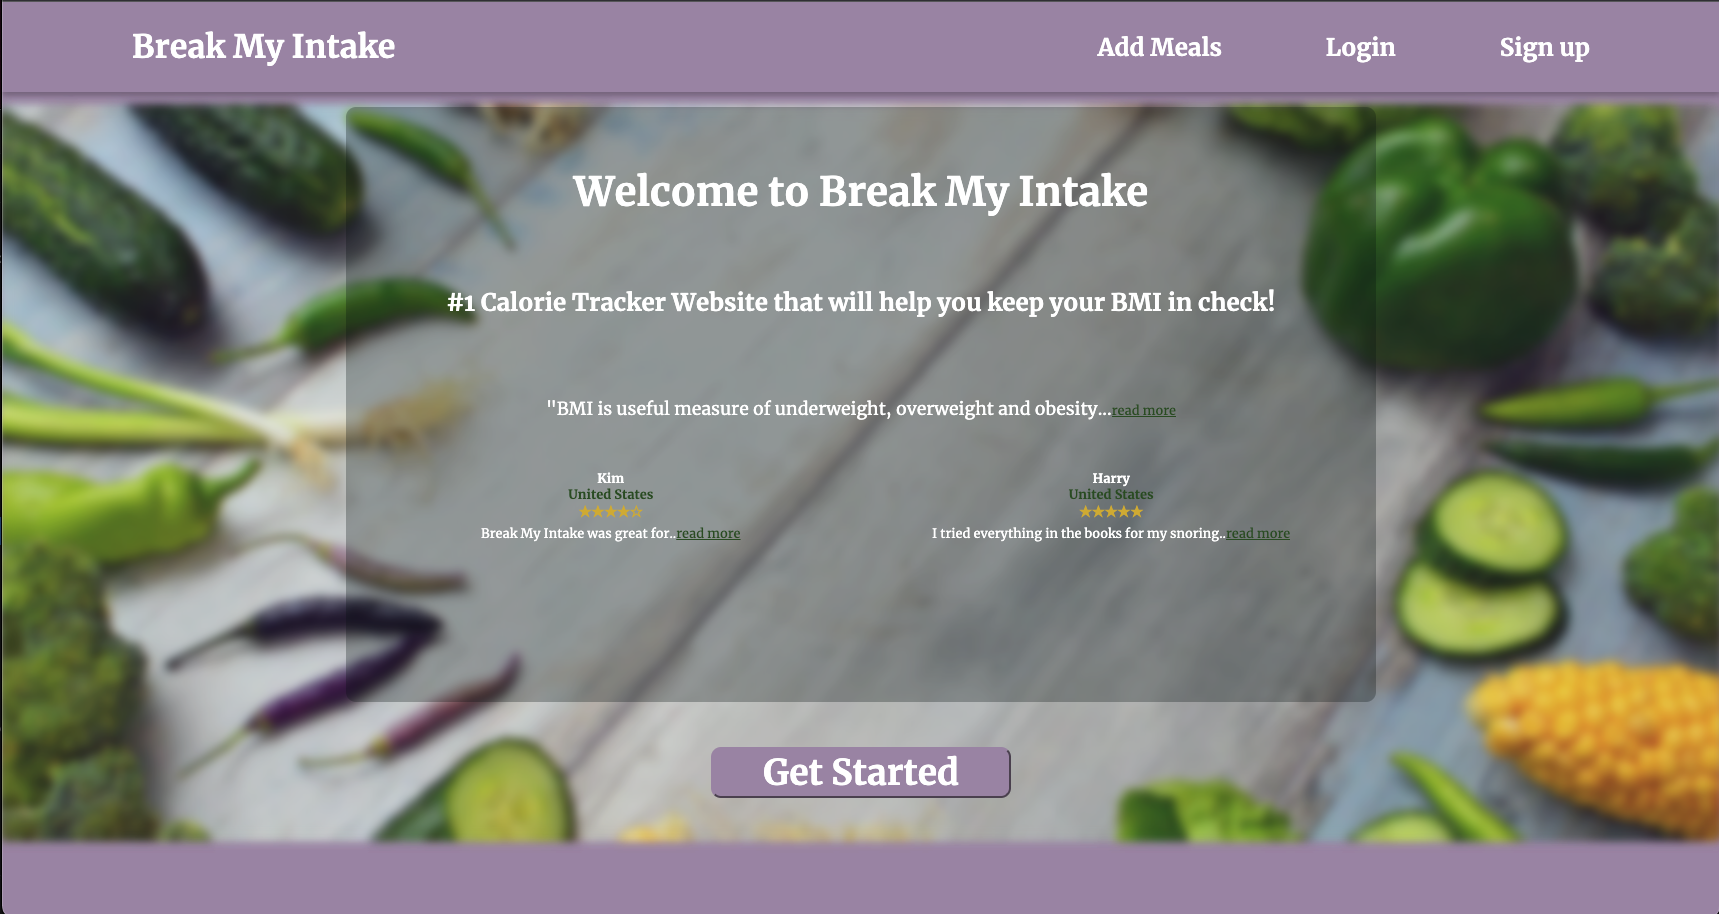 Break My Intake
Add Meals
Login
Sign up
Welcome to Break My Intake
#1 Calorie Tracker Website that will help you keep your BMI in check!
"BMI is useful measure of underweight, overweight and obesity...read more
Kim
United States
★★★★☆
Break My Intake was great for..read more
Harry
United States
★★★★★
I tried everything in the books for my snoring..read more
Get Started